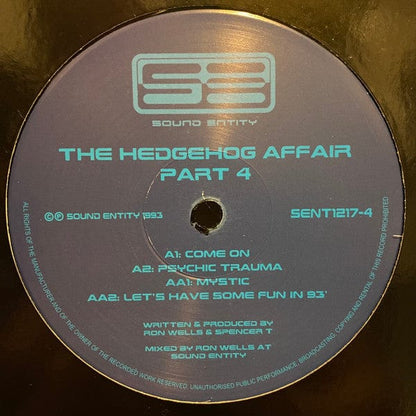 SOUND ENTITY
THE HEDGEHOG AFFAIR
PART 4
©℗ SOUND ENTITY 1993
SENT1217-4
A1: COME ON
A2: PSYCHIC TRAUMA
AA1: MYSTIC
AA2: LET'S HAVE SOME FUN IN 93'
WRITTEN & PRODUCED BY
RON WELLS & SPENCER T
MIXED BY RON WELLS AT
SOUND ENTITY
ALL RIGHTS OF THE MANUFACTURER AND OF THE OWNER OF THE RECORDED WORK RESERVED. UNAUTHORISED PUBLIC PERFORMANCE, BROADCASTING, COPYING AND RENTAL OF THIS RECORD PROHIBITED.